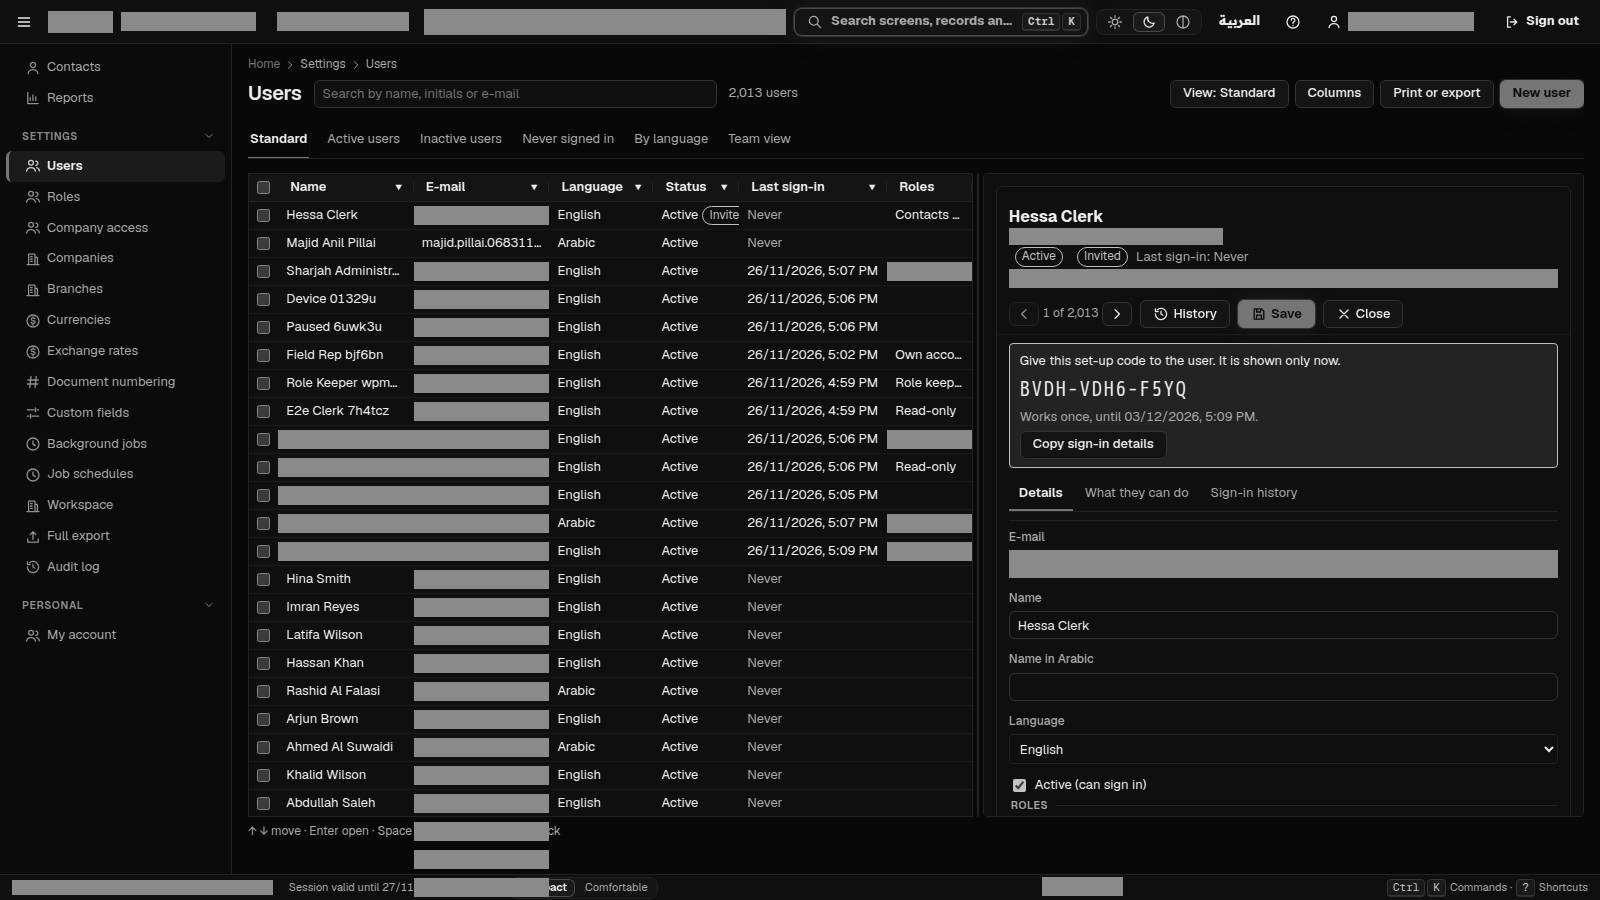 Search screens, records an... Ctrl K
العربية
Sign out
Contacts
Reports
SETTINGS
Users
Roles
Company access
Companies
Branches
Currencies
Exchange rates
Document numbering
Custom fields
Background jobs
Job schedules
Workspace
Full export
Audit log
PERSONAL
My account
Home > Settings > Users
Users
Search by name, initials or e-mail
2,013 users
View: Standard
Columns
Print or export
New user
Standard Active users Inactive users Never signed in By language Team view
Name E-mail Language Status Last sign-in Roles
Hessa Clerk English Active Invite Never Contacts ...
Majid Anil Pillai majid.pillai.068311... Arabic Active Never
Sharjah Administr... English Active 26/11/2026, 5:07 PM
Device 01329u English Active 26/11/2026, 5:06 PM
Paused 6uwk3u English Active 26/11/2026, 5:06 PM
Field Rep bjf6bn English Active 26/11/2026, 5:02 PM Own acco...
Role Keeper wpm... English Active 26/11/2026, 4:59 PM Role keep...
E2e Clerk 7h4tcz English Active 26/11/2026, 4:59 PM Read-only
English Active 26/11/2026, 5:06 PM
English Active 26/11/2026, 5:06 PM Read-only
English Active 26/11/2026, 5:05 PM
Arabic Active 26/11/2026, 5:07 PM
English Active 26/11/2026, 5:09 PM
Hina Smith English Active Never
Imran Reyes English Active Never
Latifa Wilson English Active Never
Hassan Khan English Active Never
Rashid Al Falasi Arabic Active Never
Arjun Brown English Active Never
Ahmed Al Suwaidi Arabic Active Never
Khalid Wilson English Active Never
Abdullah Saleh English Active Never
↑↓ move · Enter open · Space
Hessa Clerk
Active Invited Last sign-in: Never
1 of 2,013
History
Save
Close
Give this set-up code to the user. It is shown only now.
BVDH-VDH6-F5YQ
Works once, until 03/12/2026, 5:09 PM.
Copy sign-in details
Details What they can do Sign-in history
E-mail
Name
Hessa Clerk
Name in Arabic
Language
English
Active (can sign in)
ROLES
Session valid until 27/11
Comfortable
Ctrl K Commands · ? Shortcuts